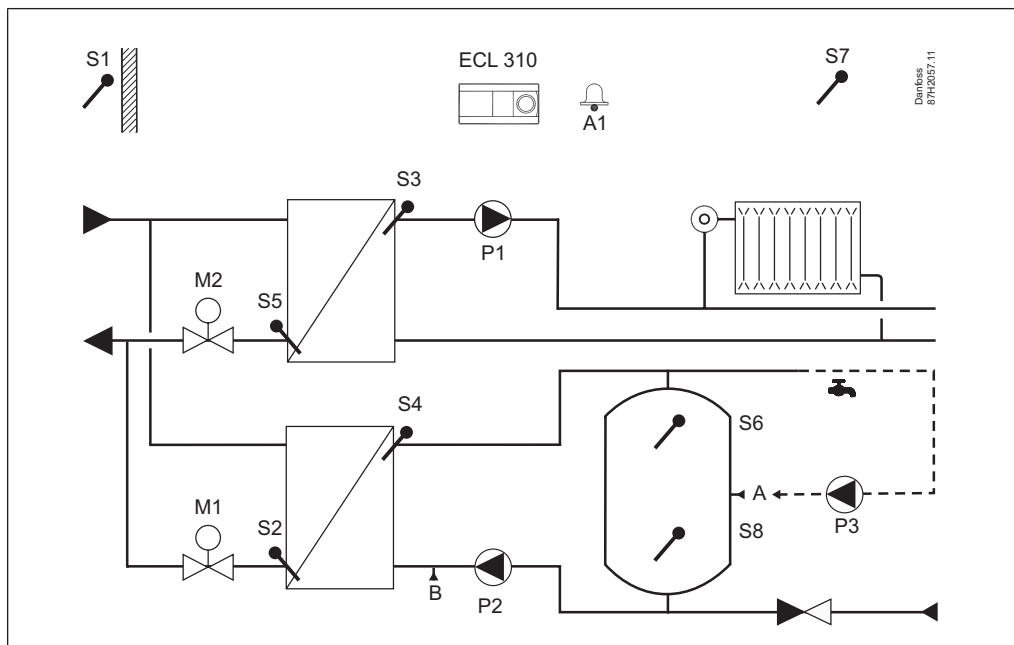 S1
ECL 310
S7
Danfoss
87H2057.11
A1
S3
P1
M2
S5
S4
S6
A
P3
M1
S2
S8
B
P2